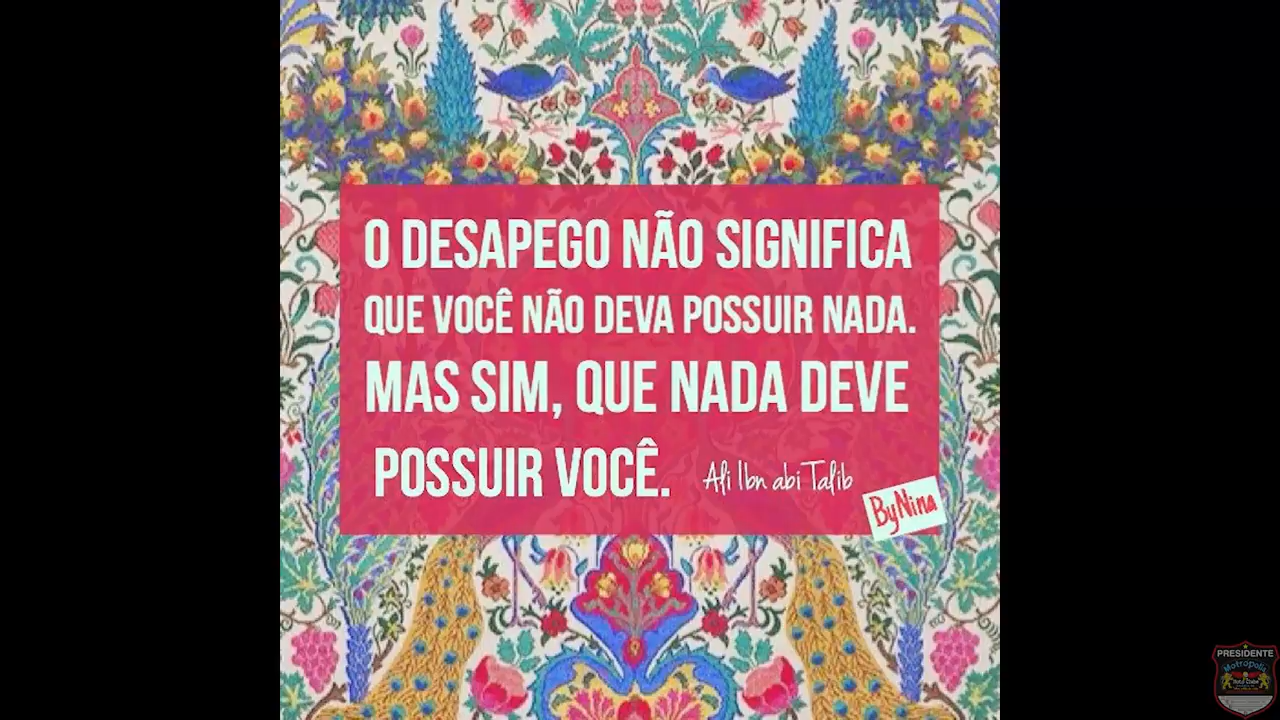 O DESAPEGO NÃO SIGNIFICA
QUE VOCÊ NÃO DEVA POSSUIR NADA.
MAS SIM, QUE NADA DEVE
POSSUIR VOCÊ.
Ali Ibn abi Talib
ByNina
PRESIDENTE
Metropolis